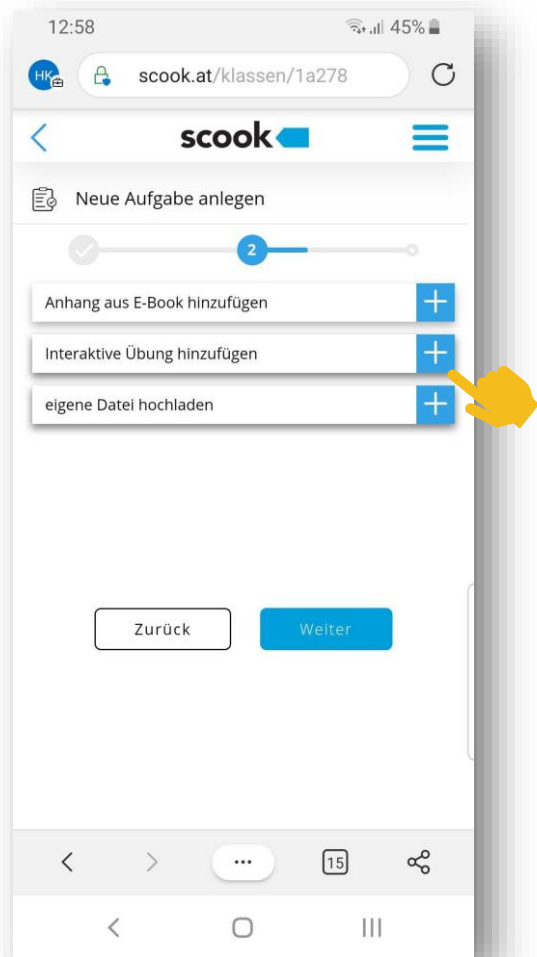 12:58
45%
HK
scook.at/klassen/1a278
scook
Neue Aufgabe anlegen
2
Anhang aus E-Book hinzufügen
Interaktive Übung hinzufügen
eigene Datei hochladen
Zurück
Weiter
15